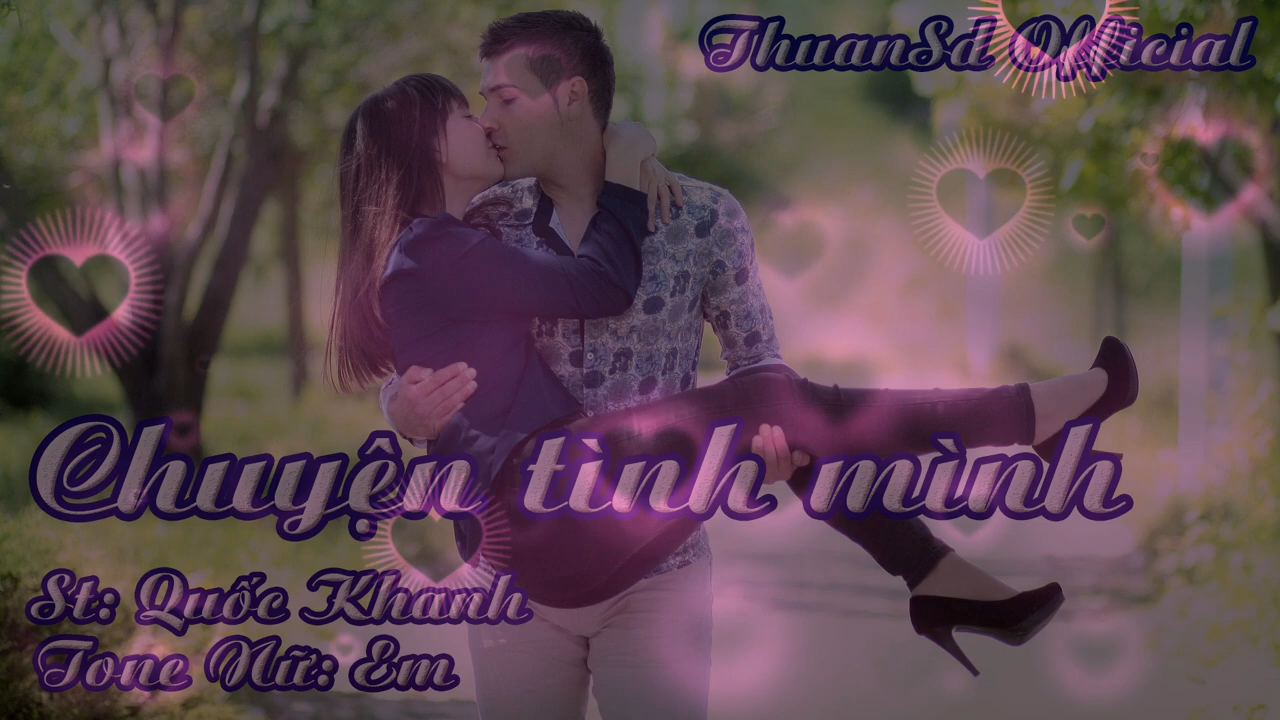 ThuanSd Official
Chuyện tình mình
St: Quốc Khanh
Tone Nữ: Em